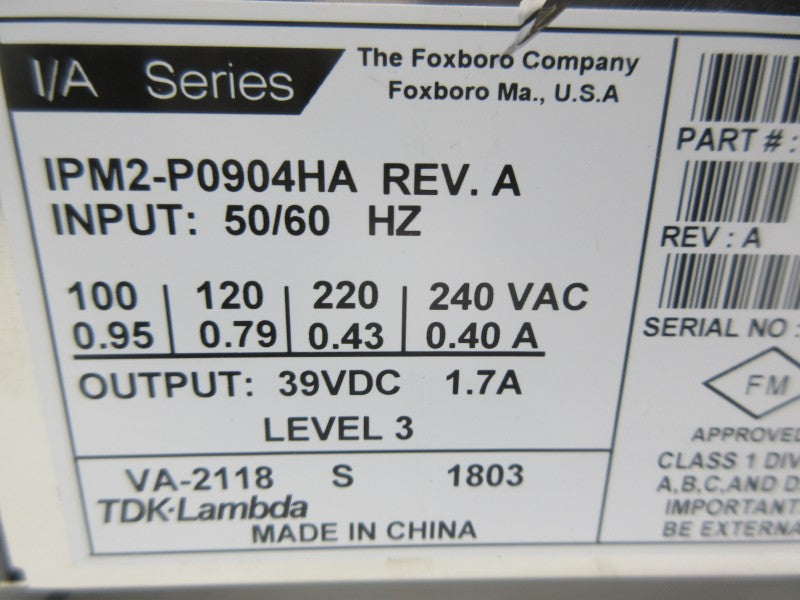 I/A Series
The Foxboro Company
Foxboro Ma., U.S.A
IPM2-P0904HA REV. A
INPUT: 50/60 HZ
100 | 120 | 220 | 240 VAC
0.95 | 0.79 | 0.43 | 0.40 A
OUTPUT: 39VDC 1.7A
LEVEL 3
VA-2118 S 1803
TDK·Lambda
MADE IN CHINA
PART # :
REV : A
SERIAL NO :
FM
APPROVED
CLASS 1 DIV
A,B,C,AND D
IMPORTANT
BE EXTERNA